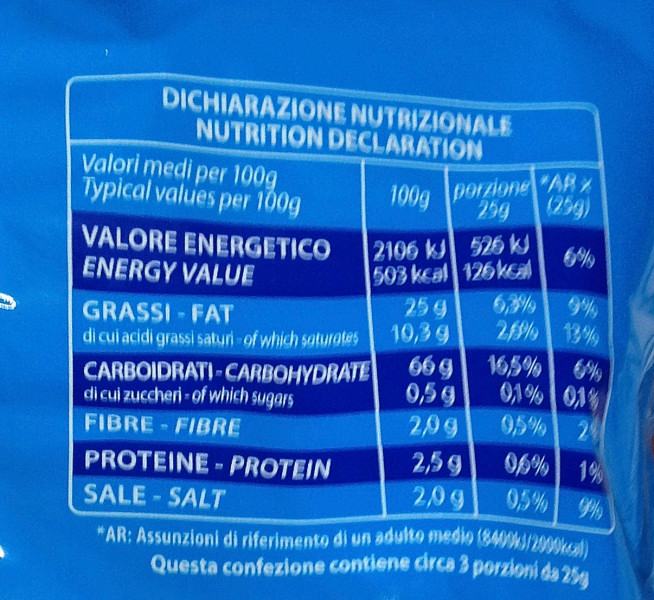 DICHIARAZIONE NUTRIZIONALE
NUTRITION DECLARATION
Valori medi per 100g
Typical values per 100g
100g
porzione 25g
*AR x (25g)
VALORE ENERGETICO 2106 kJ 526 kJ 6%
ENERGY VALUE 503 kcal 126 kcal
GRASSI - FAT 25 g 6,3% 9%
di cui acidi grassi saturi - of which saturates 10,3 g 2,6% 13%
CARBOIDRATI - CARBOHYDRATE 66 g 16,5% 6%
di cui zuccheri - of which sugars 0,5 g 0,1% 0,1%
FIBRE - FIBRE 2,0 g 0,5%
PROTEINE - PROTEIN 2,5 g 0,6% 1%
SALE - SALT 2,0 g 0,5% 9%
*AR: Assunzioni di riferimento di un adulto medio (8400kJ/2000kcal)
Questa confezione contiene circa 3 porzioni da 25g